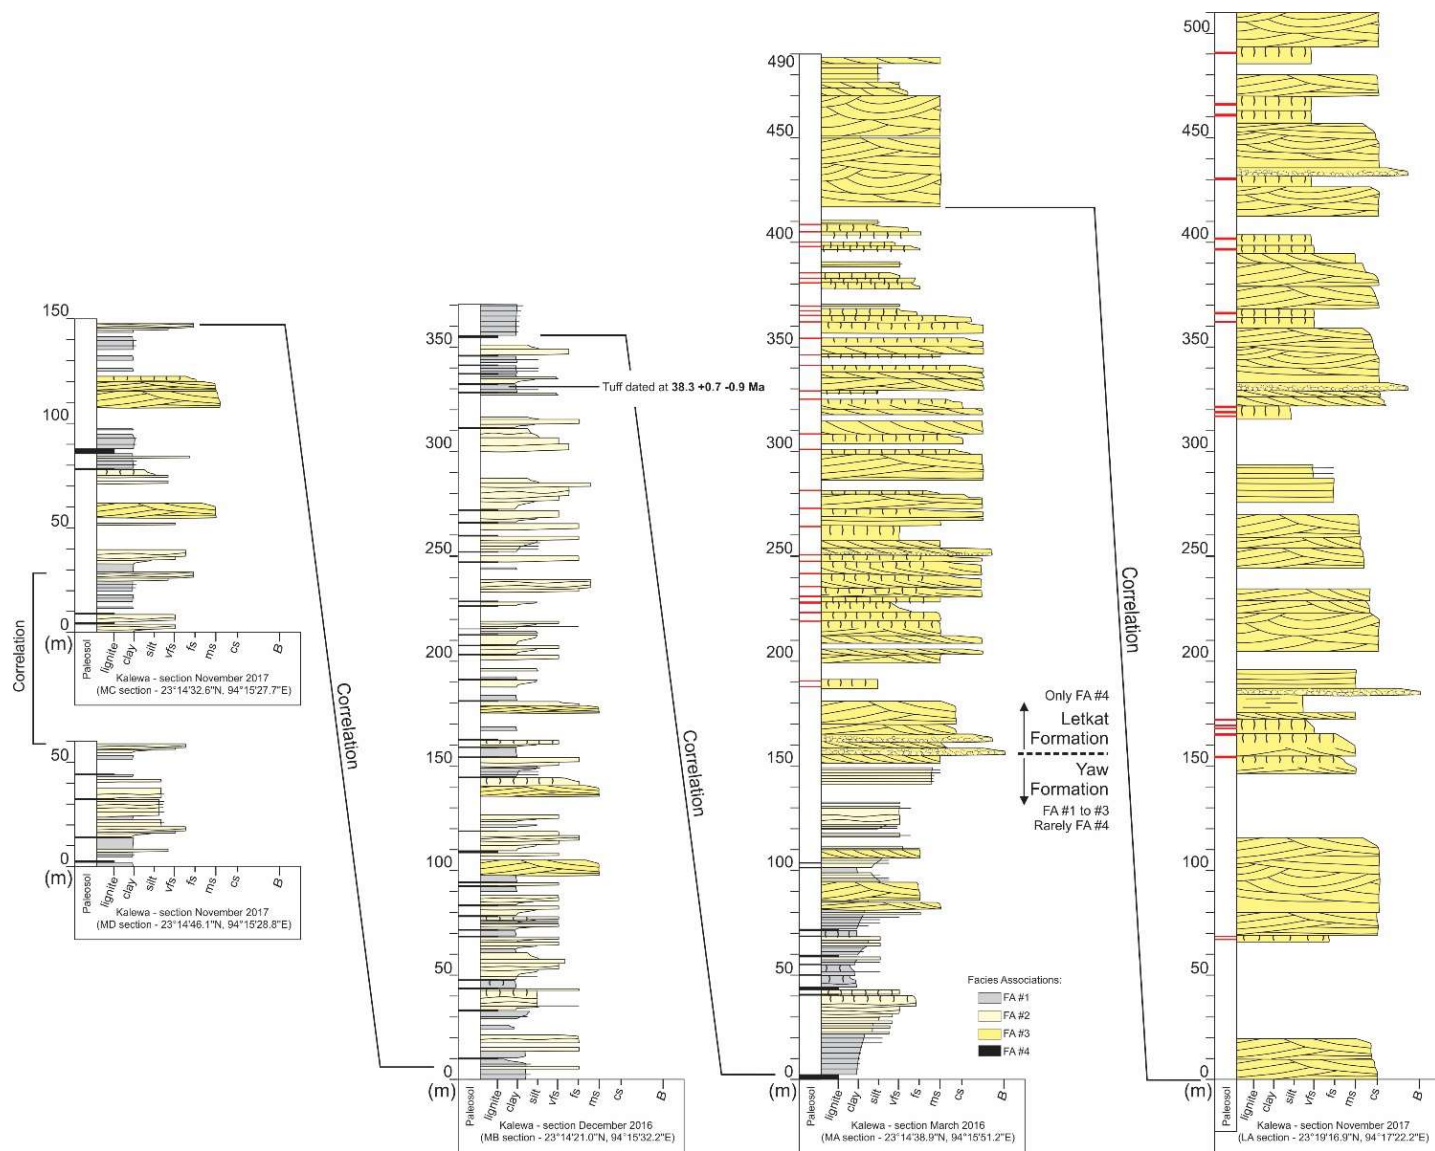 150
100
50
0
(m)
Paleosol
lignite
clay
silt
vfs
fs
ms
cs
B
Kalewa - section November 2017
(MC section - 23°14'32.6"N, 94°15'27.7"E)
Correlation
50
0
(m)
Paleosol
lignite
clay
silt
vfs
fs
ms
cs
B
Kalewa - section November 2017
(MD section - 23°14'46.1"N, 94°15'28.8"E)
Correlation
350
300
250
200
150
100
50
0
(m)
Tuff dated at 38.3 +0.7 -0.9 Ma
Paleosol
lignite
clay
silt
vfs
fs
ms
cs
B
Kalewa - section December 2016
(MB section - 23°14'21.0"N, 94°15'32.2"E)
Correlation
490
450
400
350
300
250
200
150
100
50
0
(m)
Only FA #4
Letkat
Formation
Yaw
Formation
FA #1 to #3
Rarely FA #4
Facies Associations:
FA #1
FA #2
FA #3
FA #4
Paleosol
lignite
clay
silt
vfs
fs
ms
cs
B
Kalewa - section March 2016
(MA section - 23°14'38.9"N, 94°15'51.2"E)
Correlation
500
450
400
350
300
250
200
150
100
50
0
(m)
Paleosol
lignite
clay
silt
vfs
fs
ms
cs
B
Kalewa - section November 2017
(LA section - 23°19'16.9"N, 94°17'22.2"E)